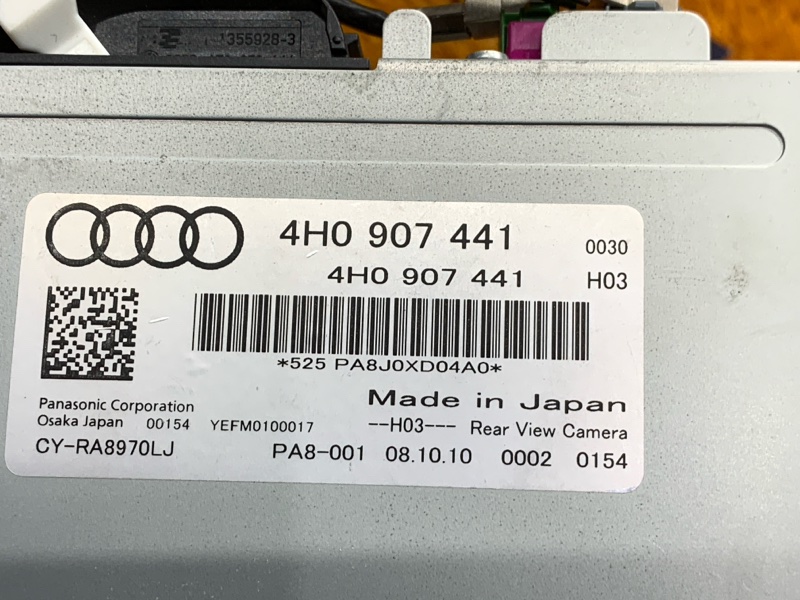 1355928-3
4H0 907 441 0030
4H0 907 441 H03
*525 PA8J0XD04A0*
Made in Japan
Panasonic Corporation
Osaka Japan 00154 YEFM0100017 --H03--- Rear View Camera
CY-RA8970LJ PA8-001 08.10.10 0002 0154